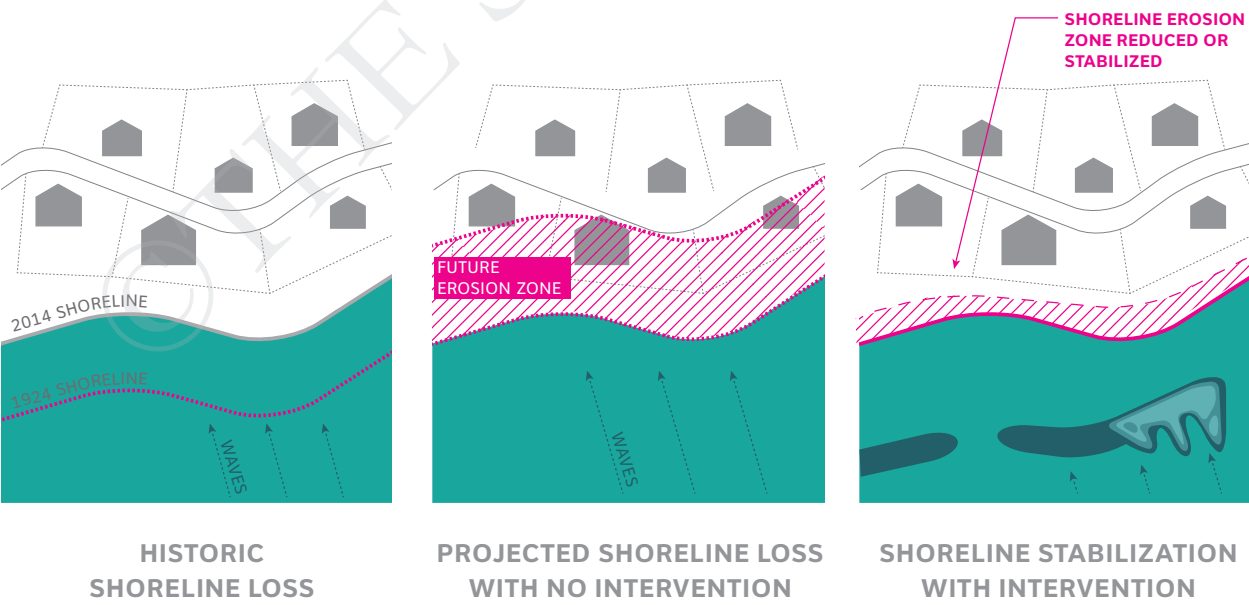 SHORELINE EROSION
ZONE REDUCED OR
STABILIZED
2014 SHORELINE
1924 SHORELINE
WAVES
FUTURE
EROSION ZONE
WAVES
© THE
HISTORIC
SHORELINE LOSS
PROJECTED SHORELINE LOSS
WITH NO INTERVENTION
SHORELINE STABILIZATION
WITH INTERVENTION